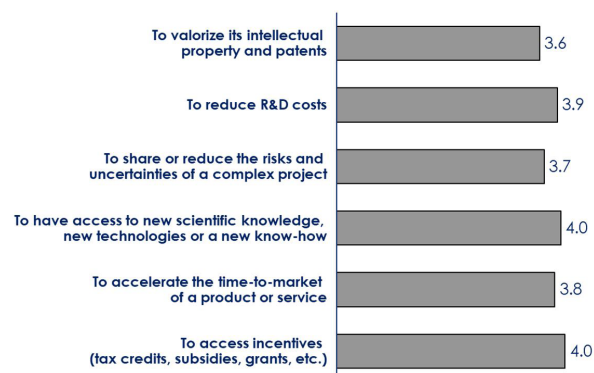 To valorize its intellectual
property and patents
3.6
To reduce R&D costs
3.9
To share or reduce the risks and
uncertainties of a complex project
3.7
To have access to new scientific knowledge,
new technologies or a new know-how
4.0
To accelerate the time-to-market
of a product or service
3.8
To access incentives
(tax credits, subsidies, grants, etc.)
4.0